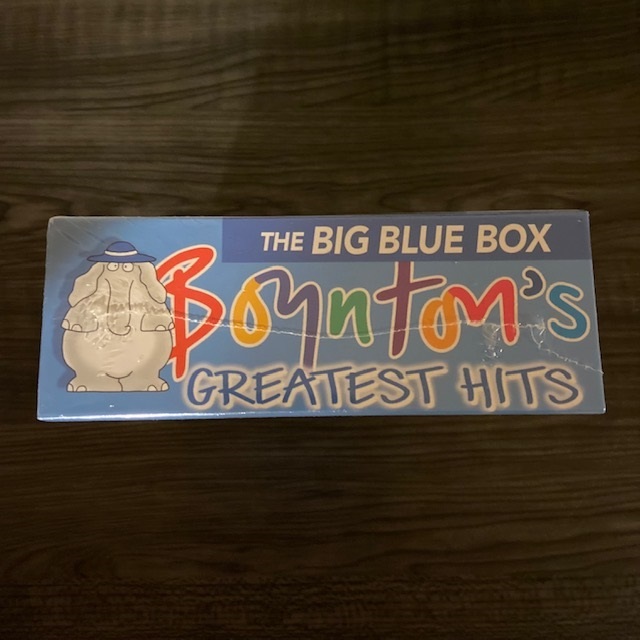 THE BIG BLUE BOX
Boynton's
GREATEST HITS